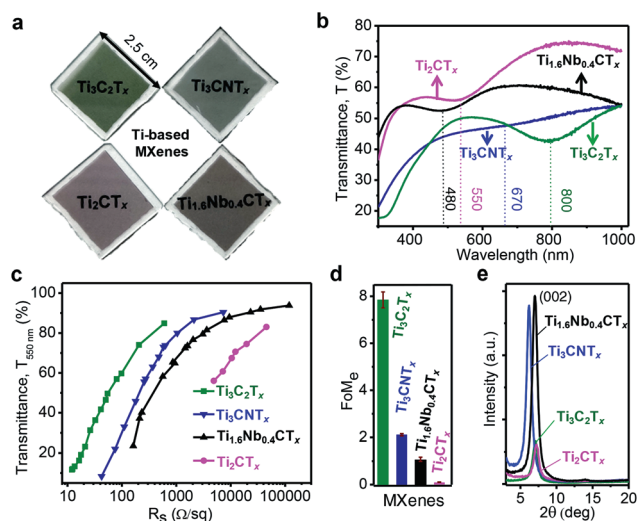 a
2.5 cm
Ti₃C₂Tₓ
Ti₃CNTₓ
Ti-based
MXenes
Ti₂CTₓ
Ti₁.₆Nb₀.₄CTₓ
b
Transmittance, T (%)
80
70
60
50
40
30
20
Ti₂CTₓ
Ti₁.₆Nb₀.₄CTₓ
Ti₃CNTₓ
Ti₃C₂Tₓ
480
550
670
800
400
600
800
1000
Wavelength (nm)
c
Transmittance, T₅₅₀ ₙₘ (%)
100
80
60
40
20
Ti₃C₂Tₓ
Ti₃CNTₓ
Ti₁.₆Nb₀.₄CTₓ
Ti₂CTₓ
10
100
1000
10000
100000
Rs (Ω/sq)
d
FoMₑ
8
6
4
2
0
Ti₃C₂Tₓ
Ti₃CNTₓ
Ti₁.₆Nb₀.₄CTₓ
Ti₂CTₓ
MXenes
e
Intensity (a.u.)
(002)
Ti₁.₆Nb₀.₄CTₓ
Ti₃CNTₓ
Ti₃C₂Tₓ
Ti₂CTₓ
5
10
15
20
2θ (deg)